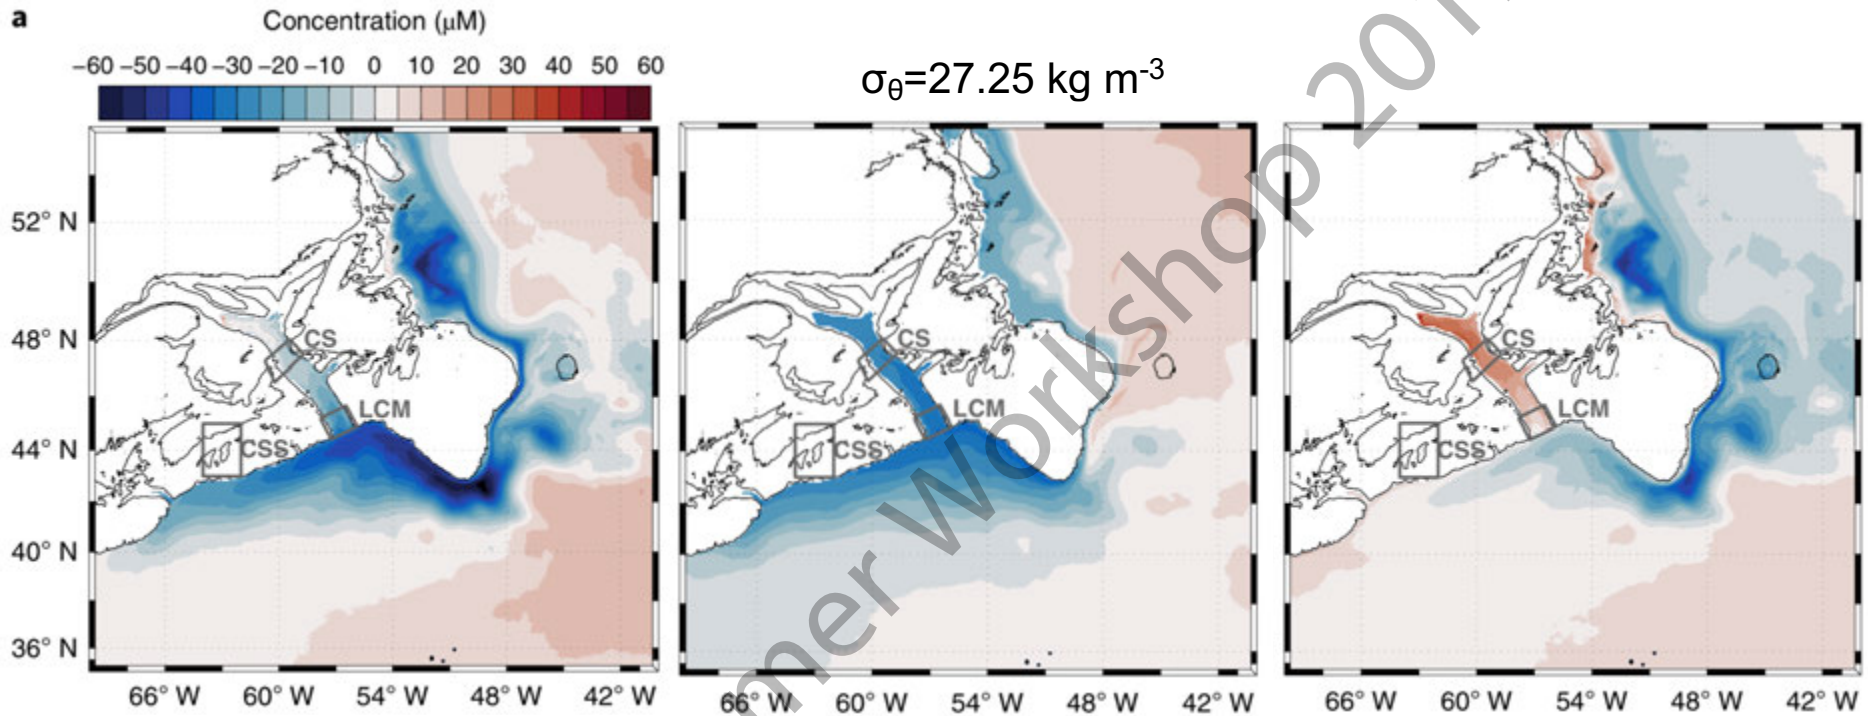 a
Concentration (μM)
−60 −50 −40 −30 −20 −10 0 10 20 30 40 50 60
σθ=27.25 kg m-3
52° N
48° N
44° N
40° N
36° N
CS
LCM
CSS
CS
LCM
CSS
CS
LCM
CSS
66° W 60° W 54° W 48° W 42° W
66° W 60° W 54° W 48° W 42° W
66° W 60° W 54° W 48° W 42° W
Workshop